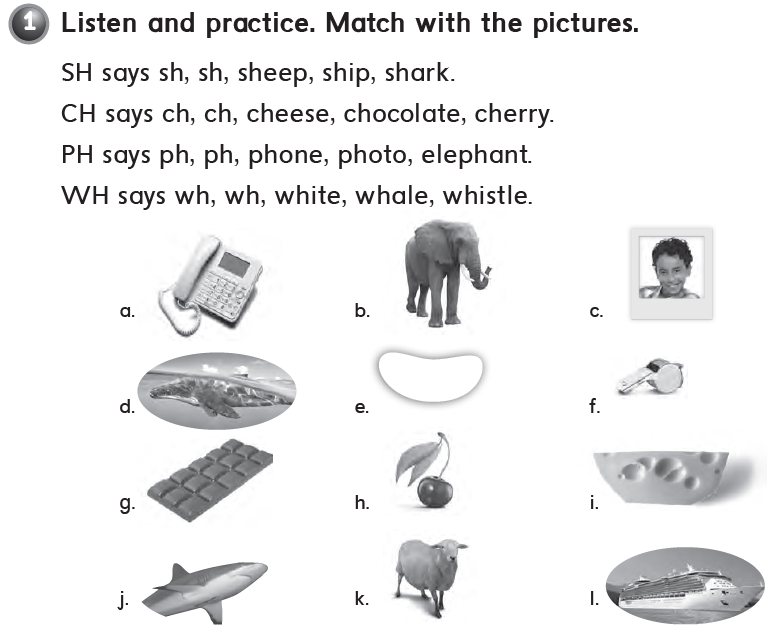 1 Listen and practice. Match with the pictures.
SH says sh, sh, sheep, ship, shark.
CH says ch, ch, cheese, chocolate, cherry.
PH says ph, ph, phone, photo, elephant.
WH says wh, wh, white, whale, whistle.
a. b. c.
d. e. f.
g. h. i.
j. k. l.